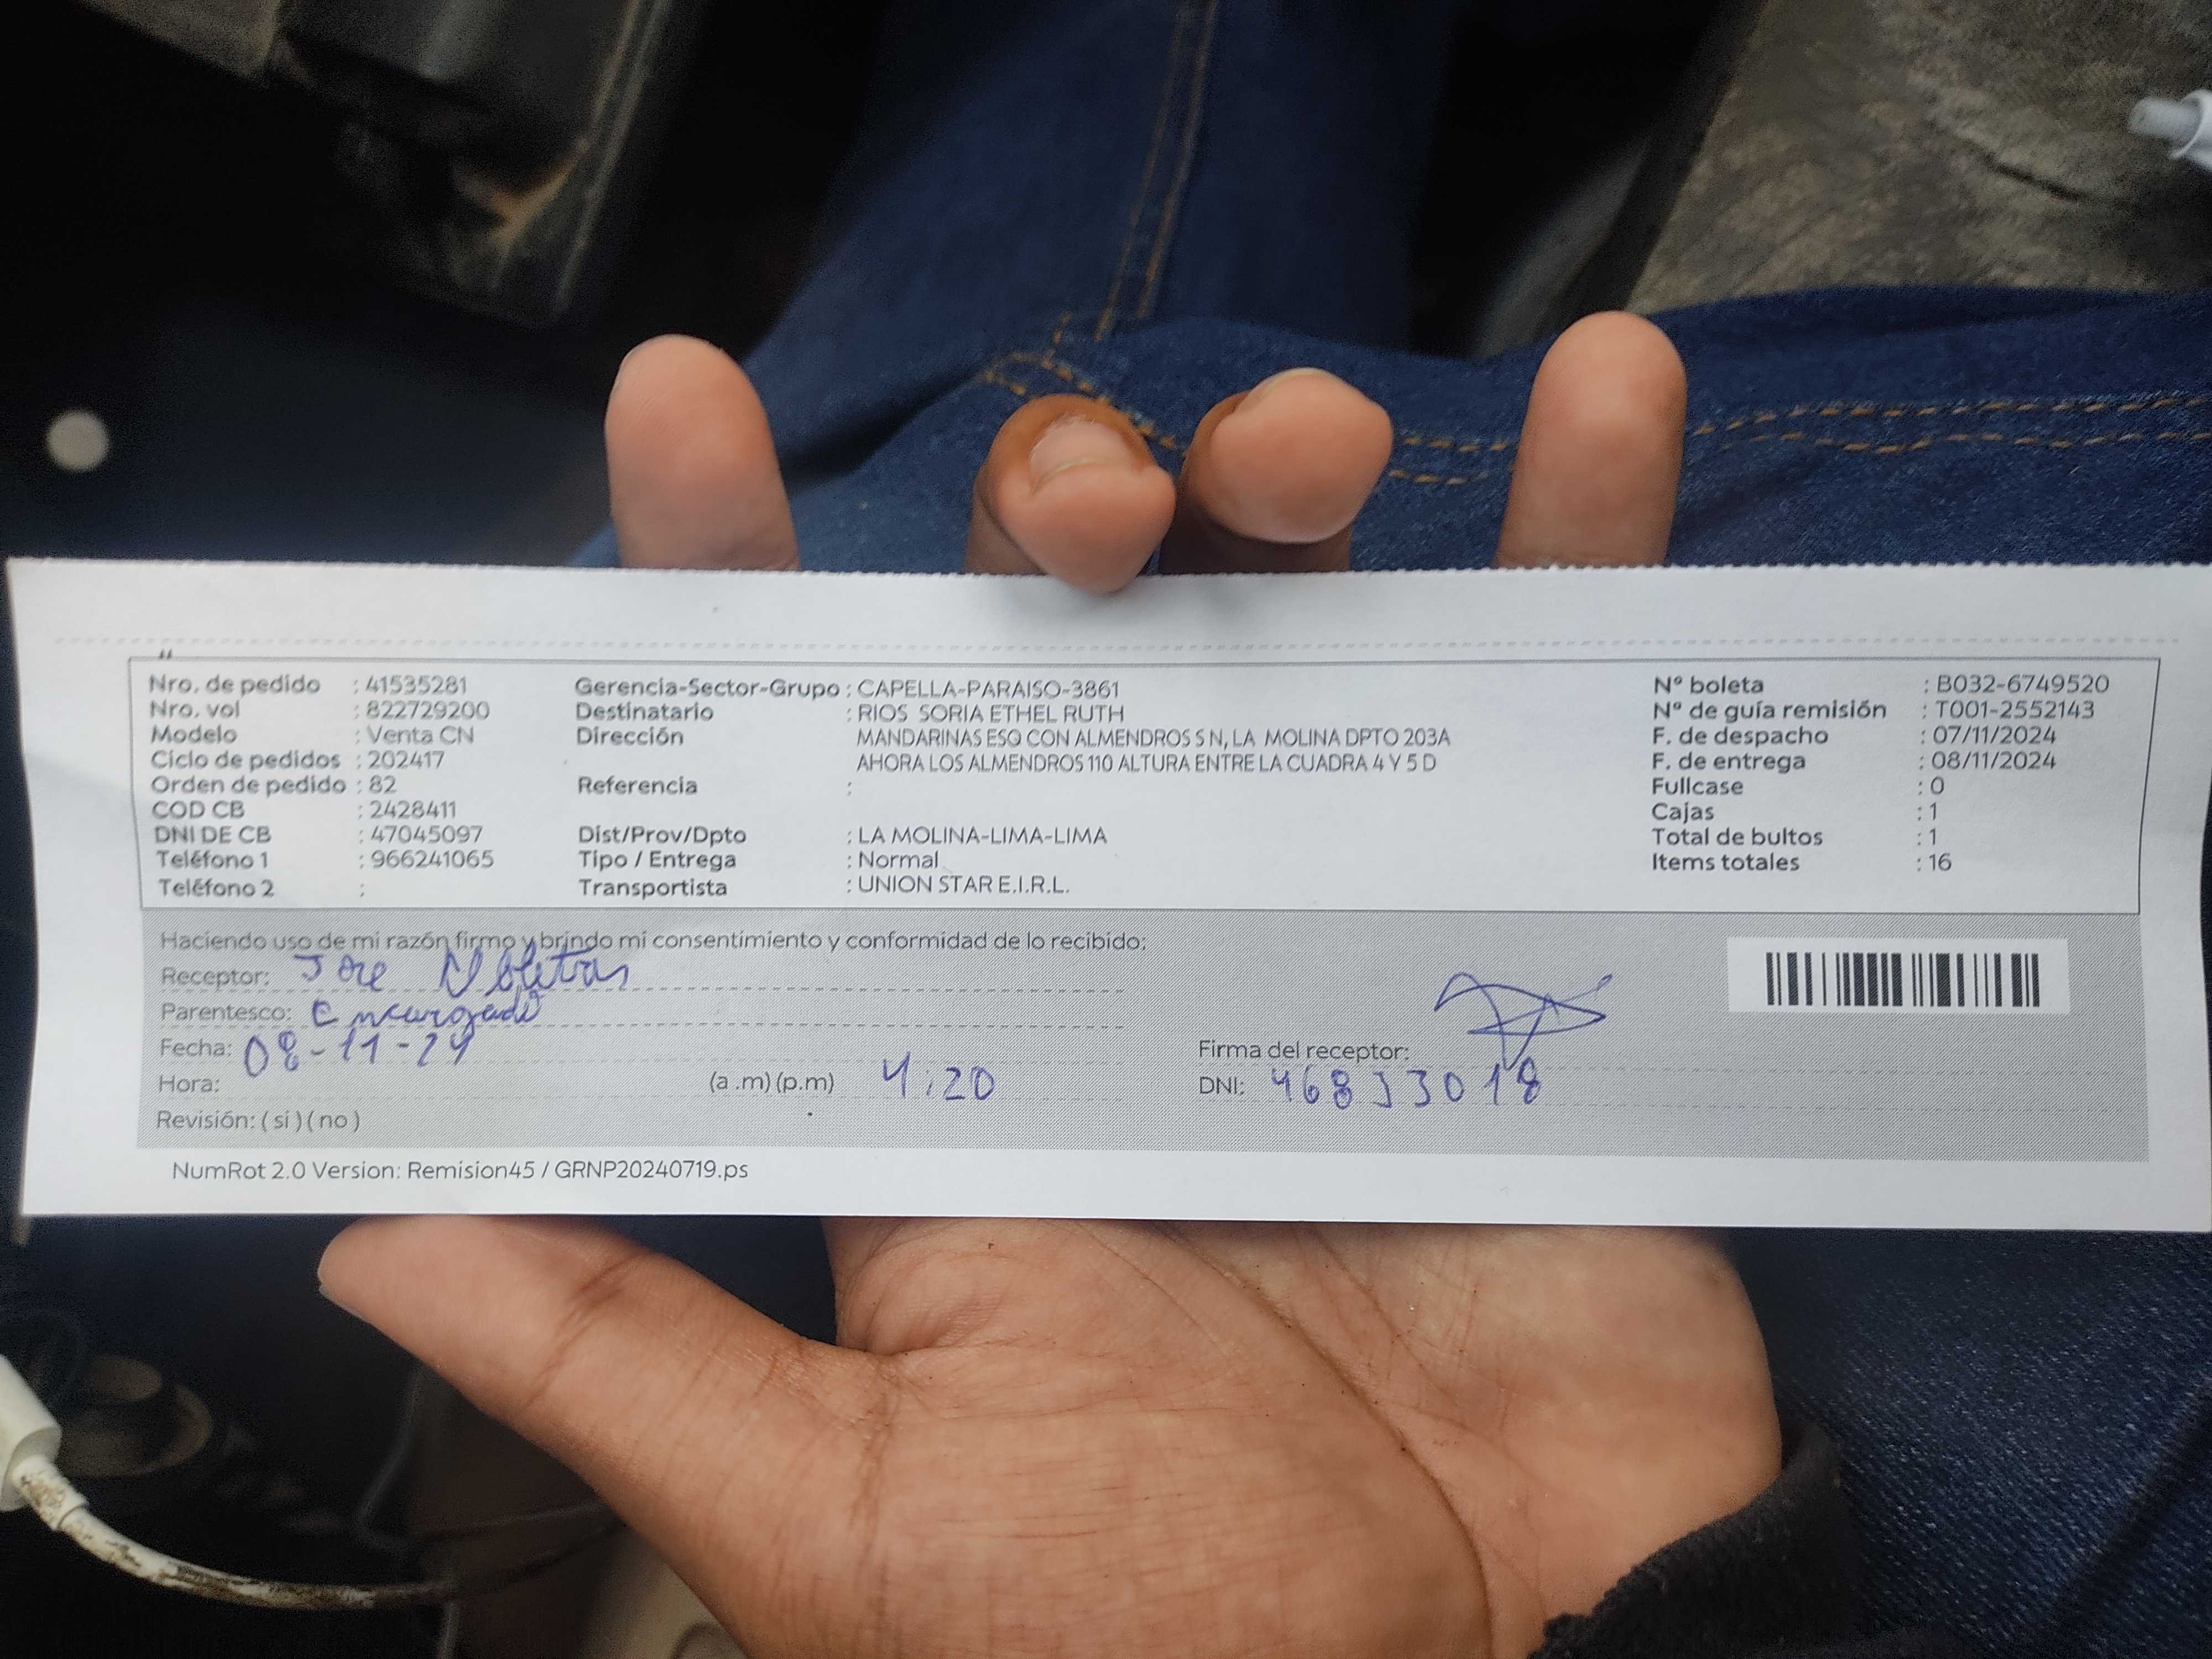 Nro. de pedido : 41535281
Nro. vol : 822729200
Modelo : Venta CN
Ciclo de pedidos : 202417
Orden de pedido : 82
COD CB : 2428411
DNI DE CB : 47045097
Teléfono 1 : 966241065
Teléfono 2 :
Gerencia-Sector-Grupo : CAPELLA-PARAISO-3861
Destinatario : RIOS SORIA ETHEL RUTH
Dirección MANDARINAS ESQ CON ALMENDROS S N, LA MOLINA DPTO 203A
AHORA LOS ALMENDROS 110 ALTURA ENTRE LA CUADRA 4 Y 5 D
Referencia :
Dist/Prov/Dpto : LA MOLINA-LIMA-LIMA
Tipo / Entrega : Normal
Transportista : UNION STAR E.I.R.L.
N° boleta : B032-6749520
N° de guía remisión : T001-2552143
F. de despacho : 07/11/2024
F. de entrega : 08/11/2024
Fullcase : 0
Cajas : 1
Total de bultos : 1
Items totales : 16
Haciendo uso de mi razón firmo y brindo mi consentimiento y conformidad de lo recibido:
Receptor: Jose
Parentesco: Encargado
Fecha: 08-11-24
Hora: (a .m) (p.m) 4:20
Revisión: ( si ) ( no )
Firma del receptor:
DNI:
NumRot 2.0 Version: Remision45 / GRNP20240719.ps